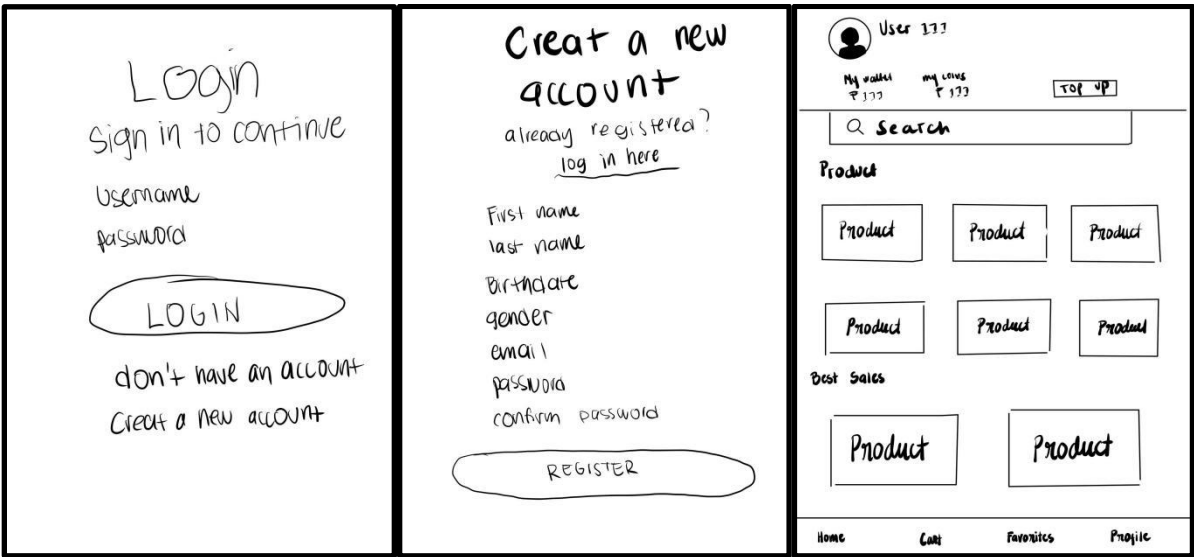 Login
Sign in to continue
Username
password
LOGIN
don't have an account
Creat a new account
Creat a new
account
already registered?
log in here
First name
last name
Birthdate
gender
email
password
confirm password
REGISTER
User 123
My wallet my coins
₱ 123 ₱ 123
TOP UP
Search
Product
Product Product Product
Product Product Product
Best Sales
Product Product
Home Cart Favorites Profile